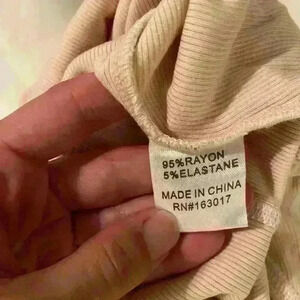 95%RAYON
5%ELASTANE
MADE IN CHINA
RN#163017